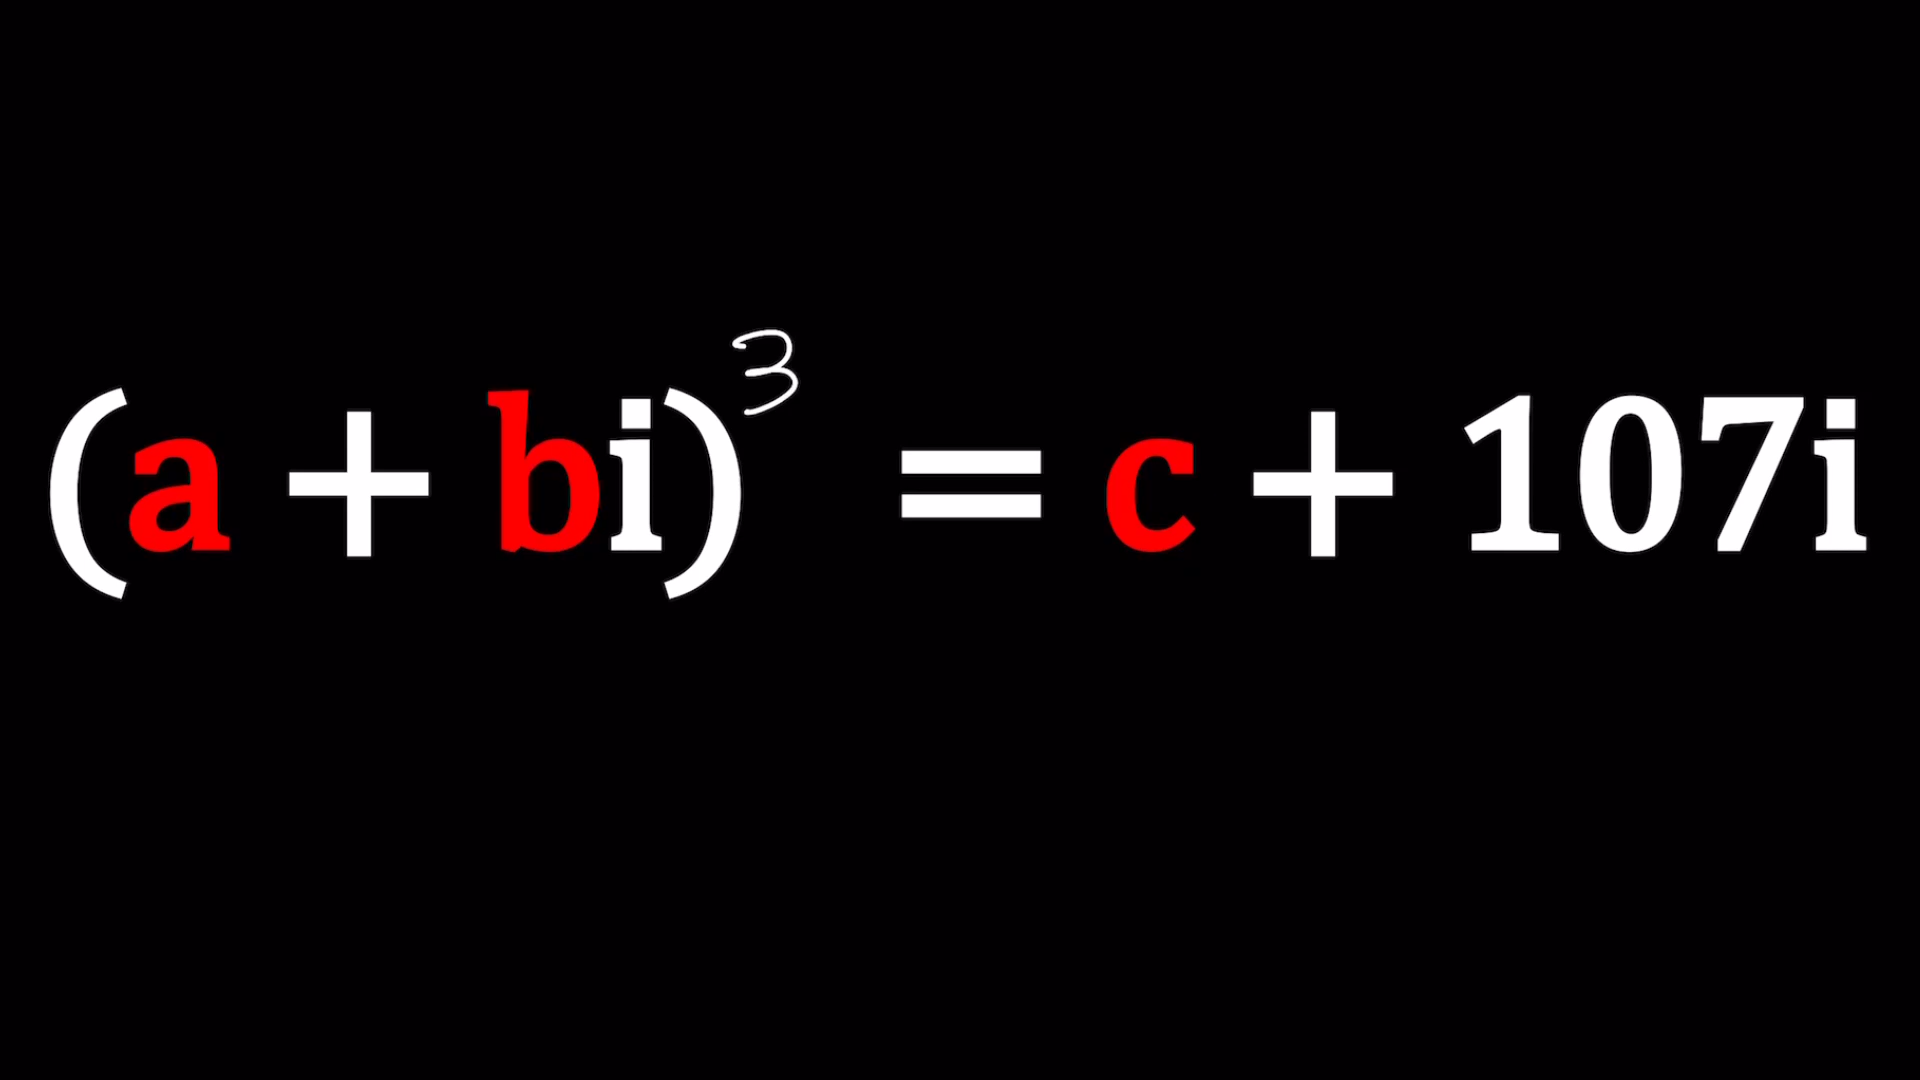 (a + bi)³ = c + 107i